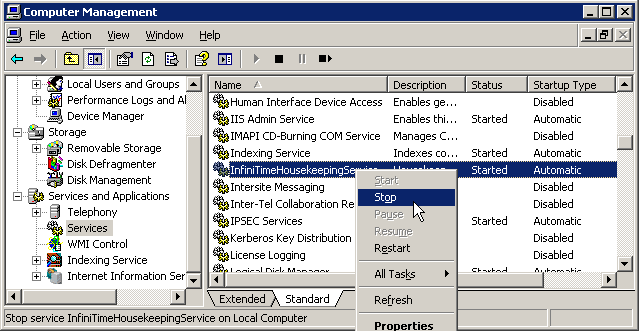 Computer Management
File Action View Window Help
Name Description Status Startup Type
Local Users and Groups
Performance Logs and Al
Device Manager
Storage
Removable Storage
Disk Defragmenter
Disk Management
Services and Applications
Telephony
Services
WMI Control
Indexing Service
Internet Information Ser
Human Interface Device Access Enables ge... Disabled
IIS Admin Service Enables thi... Started Automatic
IMAPI CD-Burning COM Service Manages C... Disabled
Indexing Service Indexes co... Started Automatic
InfiniTimeHousekeepingService Started Automatic
Intersite Messaging Disabled
Inter-Tel Collaboration Re Disabled
IPSEC Services Started Automatic
Kerberos Key Distribution Disabled
License Logging Disabled
Logical Disk Manager Started Automatic
Start
Stop
Pause
Resume
Restart
All Tasks
Refresh
Properties
Extended Standard
Stop service InfiniTimeHousekeepingService on Local Computer